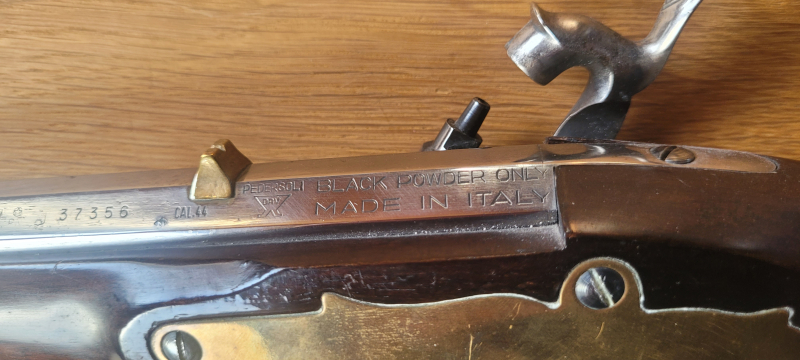 PEDERSOLI
BLACK POWDER ONLY
MADE IN ITALY
37356
CAL.44